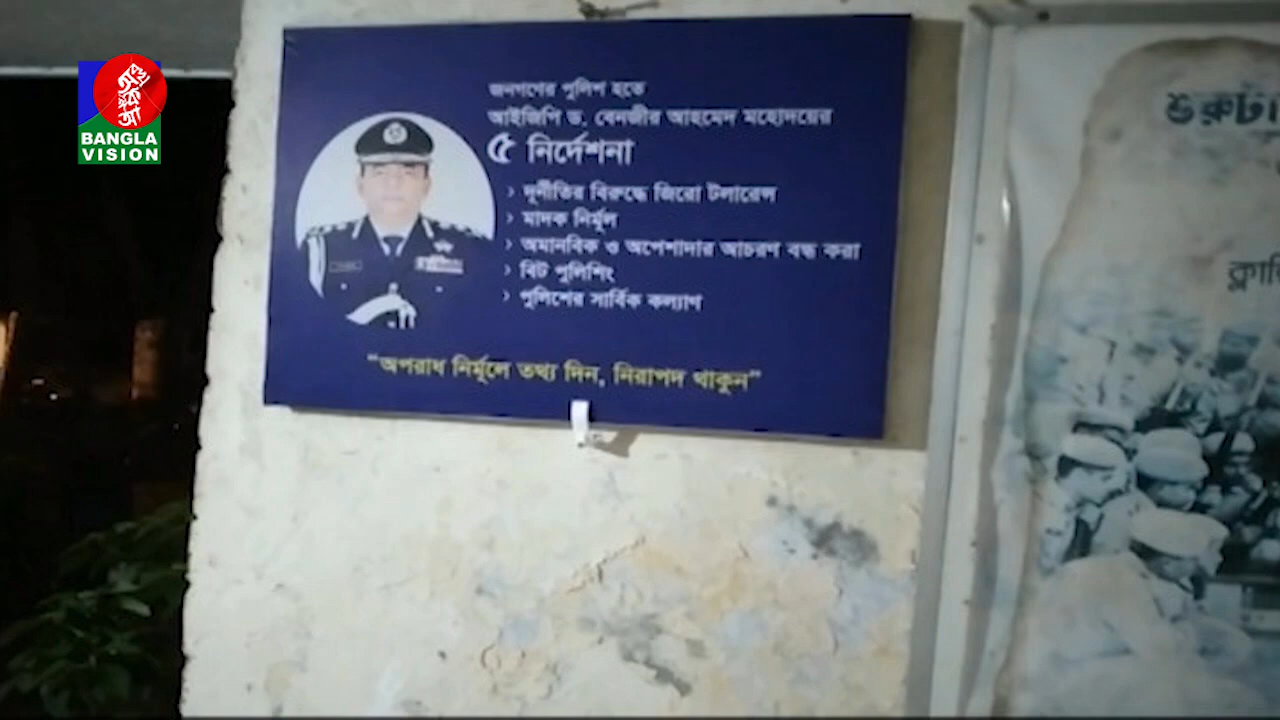 BANGLA
VISION
জনগণের পুলিশ হতে
আইজিপি ড. বেনজীর আহমেদ মহোদয়ের
৫ নির্দেশনা
› দূর্নীতির বিরুদ্ধে জিরো টলারেন্স
› মাদক নির্মূল
› অমানবিক ও অপেশাদার আচরণ বন্ধ করা
› বিট পুলিশিং
› পুলিশের সার্বিক কল্যাণ
“অপরাধ নির্মূলে তথ্য দিন, নিরাপদ থাকুন”
শুরুটা